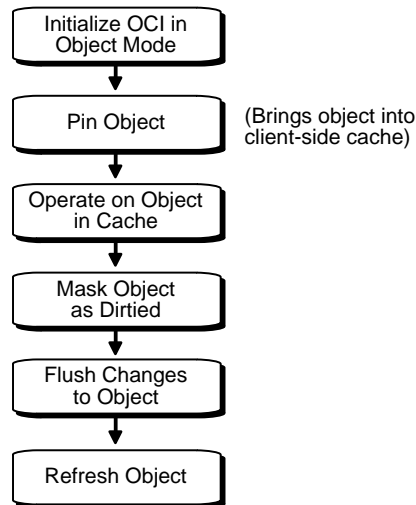 Initialize OCI in
Object Mode
Pin Object
(Brings object into
client-side cache)
Operate on Object
in Cache
Mask Object
as Dirtied
Flush Changes
to Object
Refresh Object